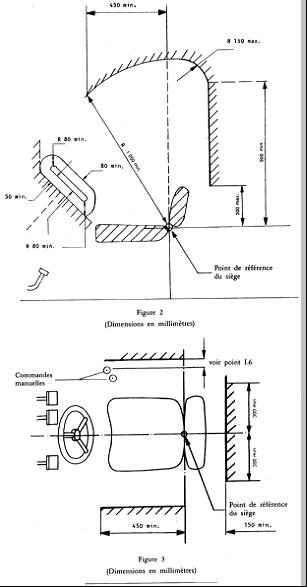 450 min.
R 150 max.
R 1 000 min.
R 80 min.
80 min.
50 min.
R 80 min.
900 min.
300 max.
Point de référence
du siège
Figure 2
(Dimensions en millimètres)
voir point I.6
Commandes
manuelles
300 min
300 min
Point de référence
du siège
450 min.
150 min.
Figure 3
(Dimensions en millimètres)